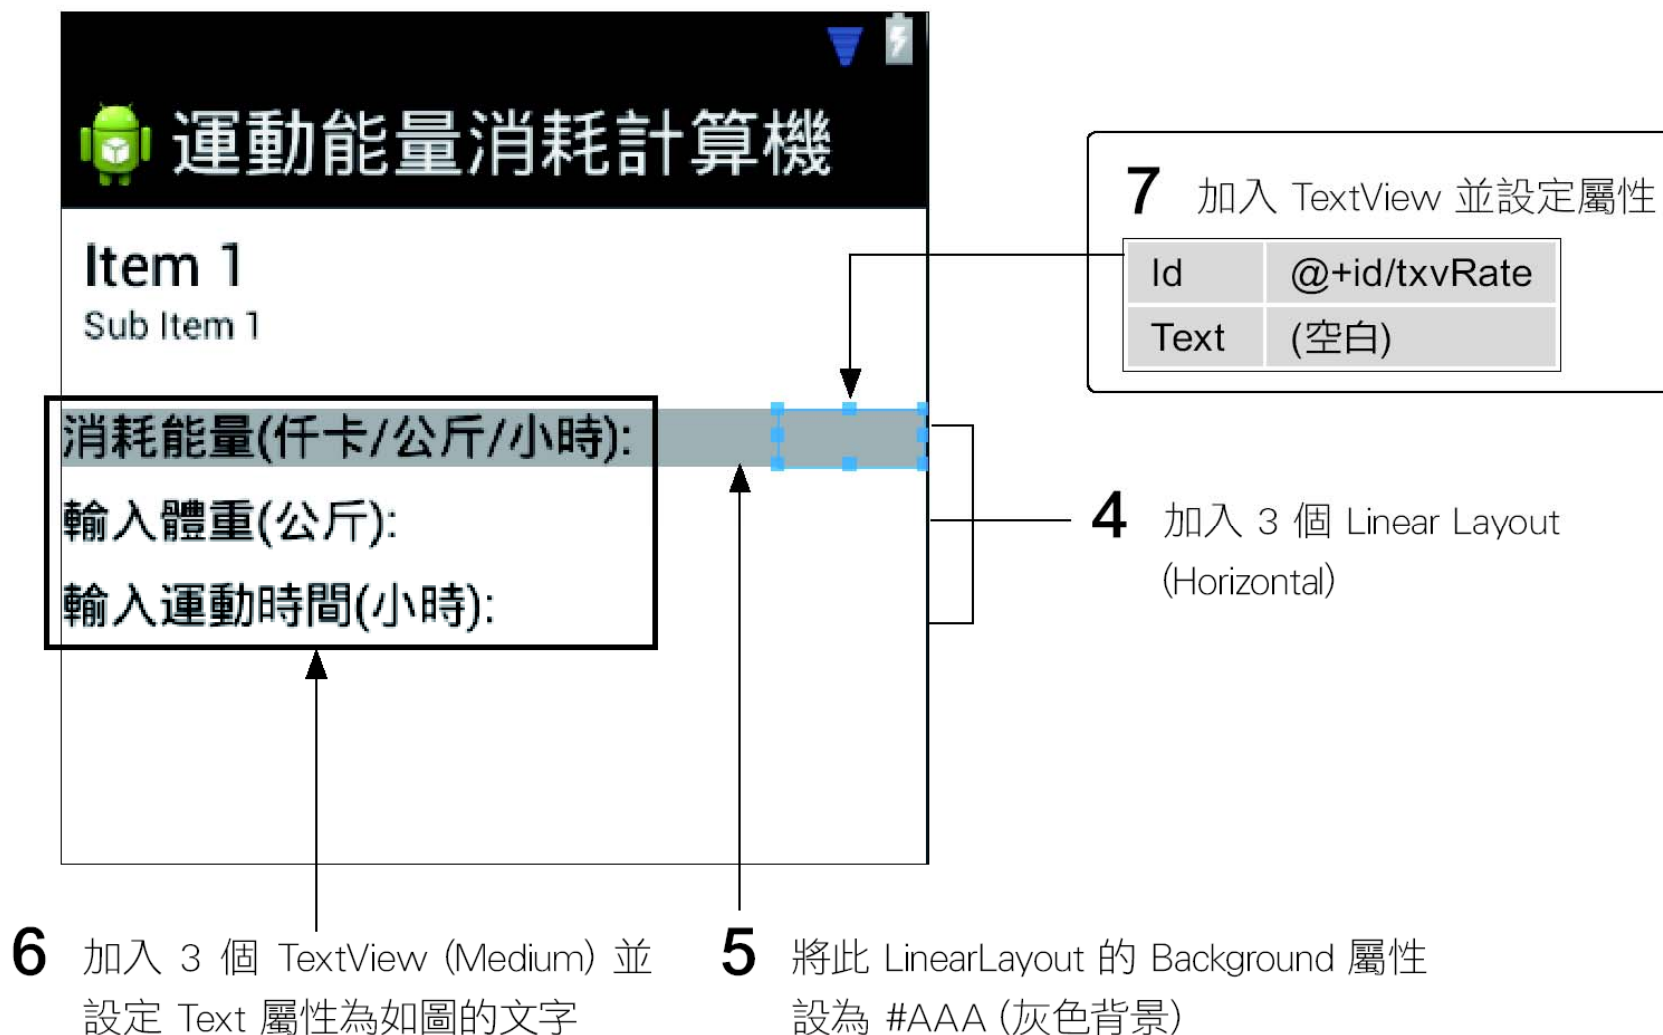 運動能量消耗計算機
Item 1
Sub Item 1
消耗能量(仟卡/公斤/小時):
輸入體重(公斤):
輸入運動時間(小時):
7 加入 TextView 並設定屬性
Id @+id/txvRate
Text (空白)
4 加入 3 個 Linear Layout
(Horizontal)
6 加入 3 個 TextView (Medium) 並
設定 Text 屬性為如圖的文字
5 將此 LinearLayout 的 Background 屬性
設為 #AAA (灰色背景)